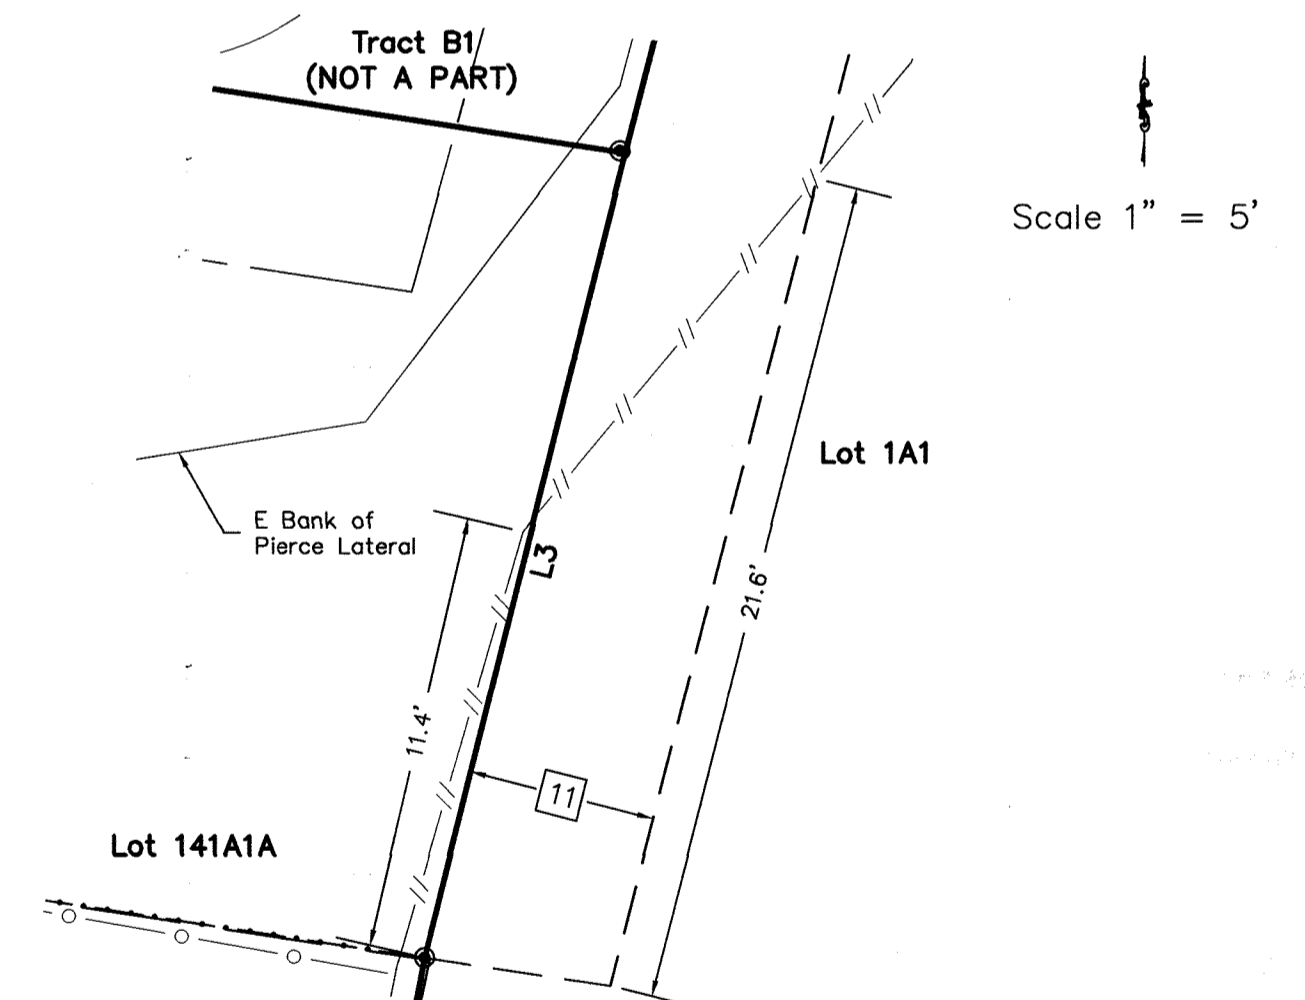 Tract B1
(NOT A PART)
Scale 1" = 5'
Lot 1A1
E Bank of
Pierce Lateral
L3
21.6'
11.4'
11
Lot 141A1A